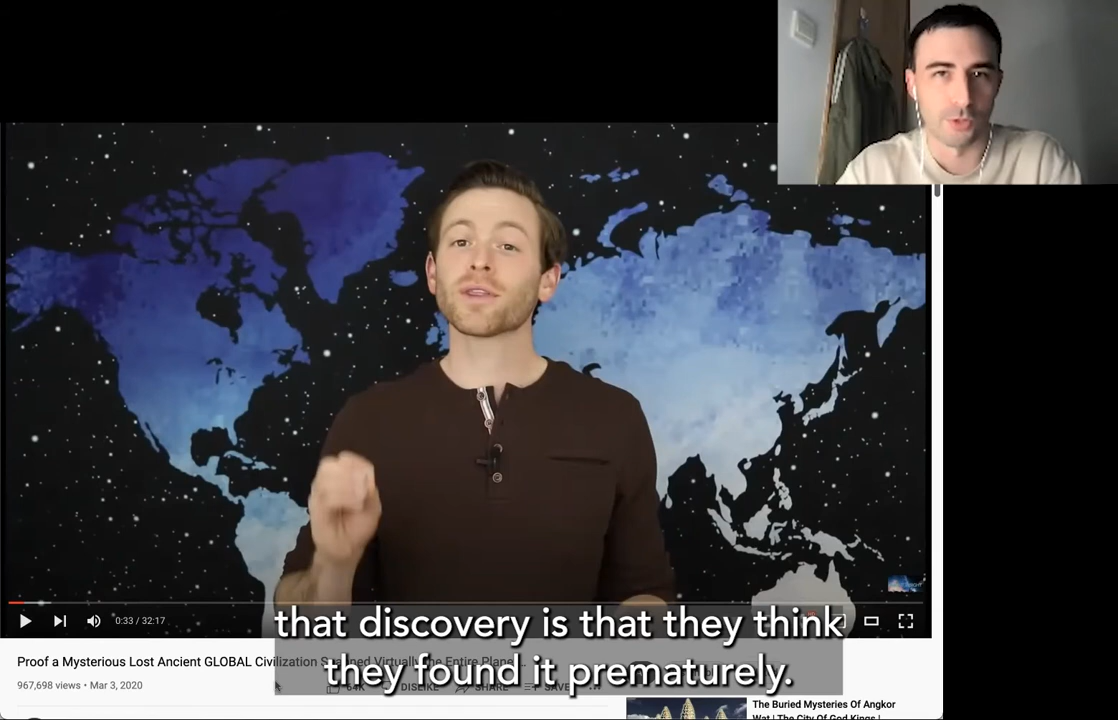 0:33 / 32:17
that discovery is that they think
they found it prematurely.
Proof a Mysterious Lost Ancient GLOBAL Civilization
967,698 views • Mar 3, 2020
64K DISLIKE SHARE SAVE
The Buried Mysteries Of Angkor
Wat | The City Of God Kings |